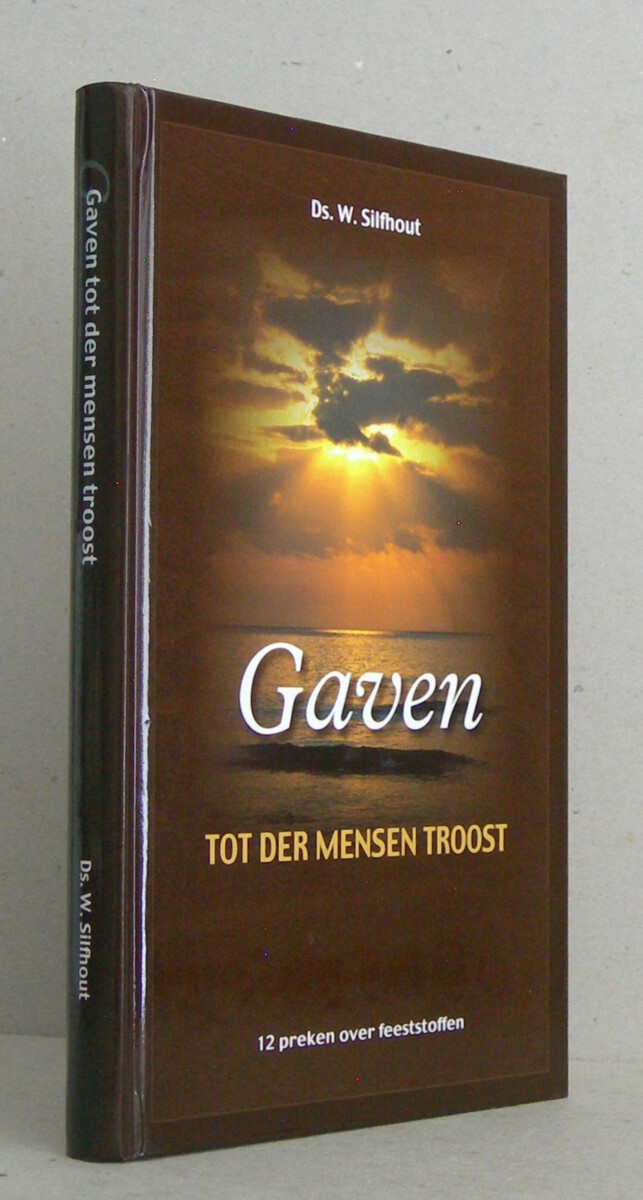 Gaven tot der mensen troost
Ds. W. Silfhout
Ds. W. Silfhout
Gaven
TOT DER MENSEN TROOST
12 preken over feeststoffen